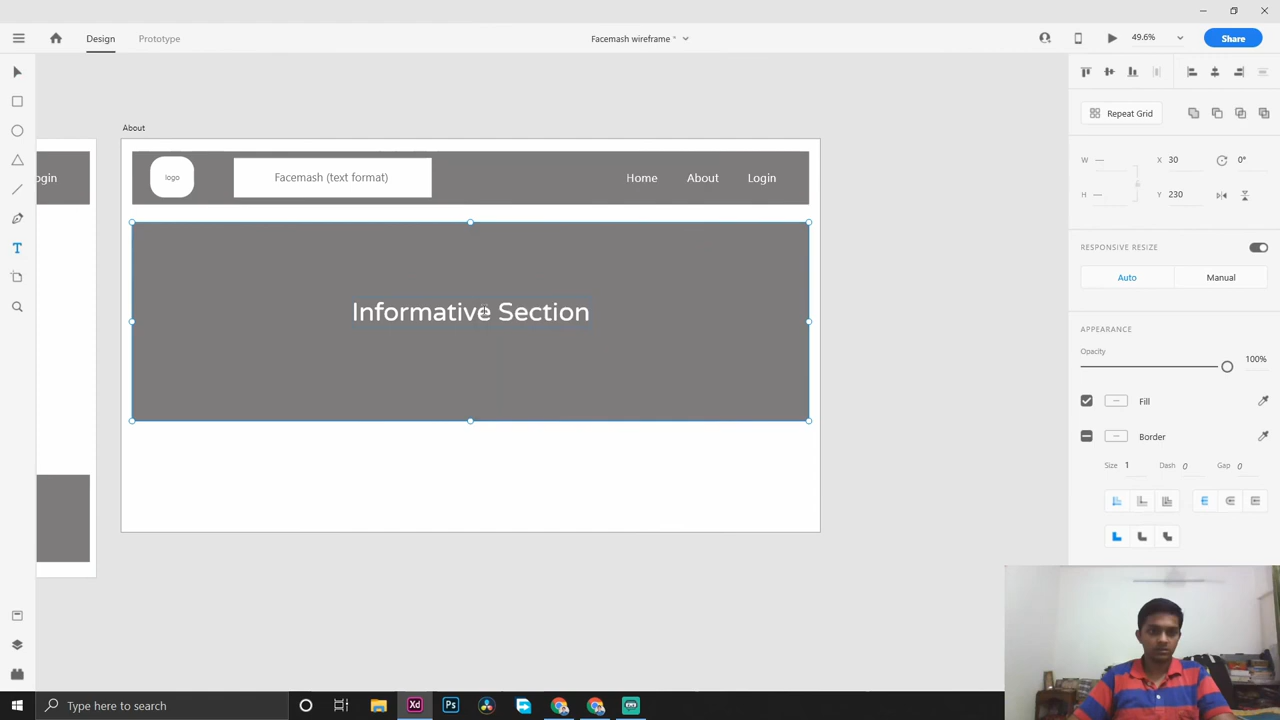 Design
Prototype
Facemash wireframe *
49.6%
Share
About
ogin
logo
Facemash (text format)
Home
About
Login
Informative Section
Repeat Grid
W
X 30
0°
H
Y 230
RESPONSIVE RESIZE
Auto
Manual
APPEARANCE
Opacity
100%
Fill
Border
Size 1
Dash 0
Gap 0
Type here to search
Xd
Ps